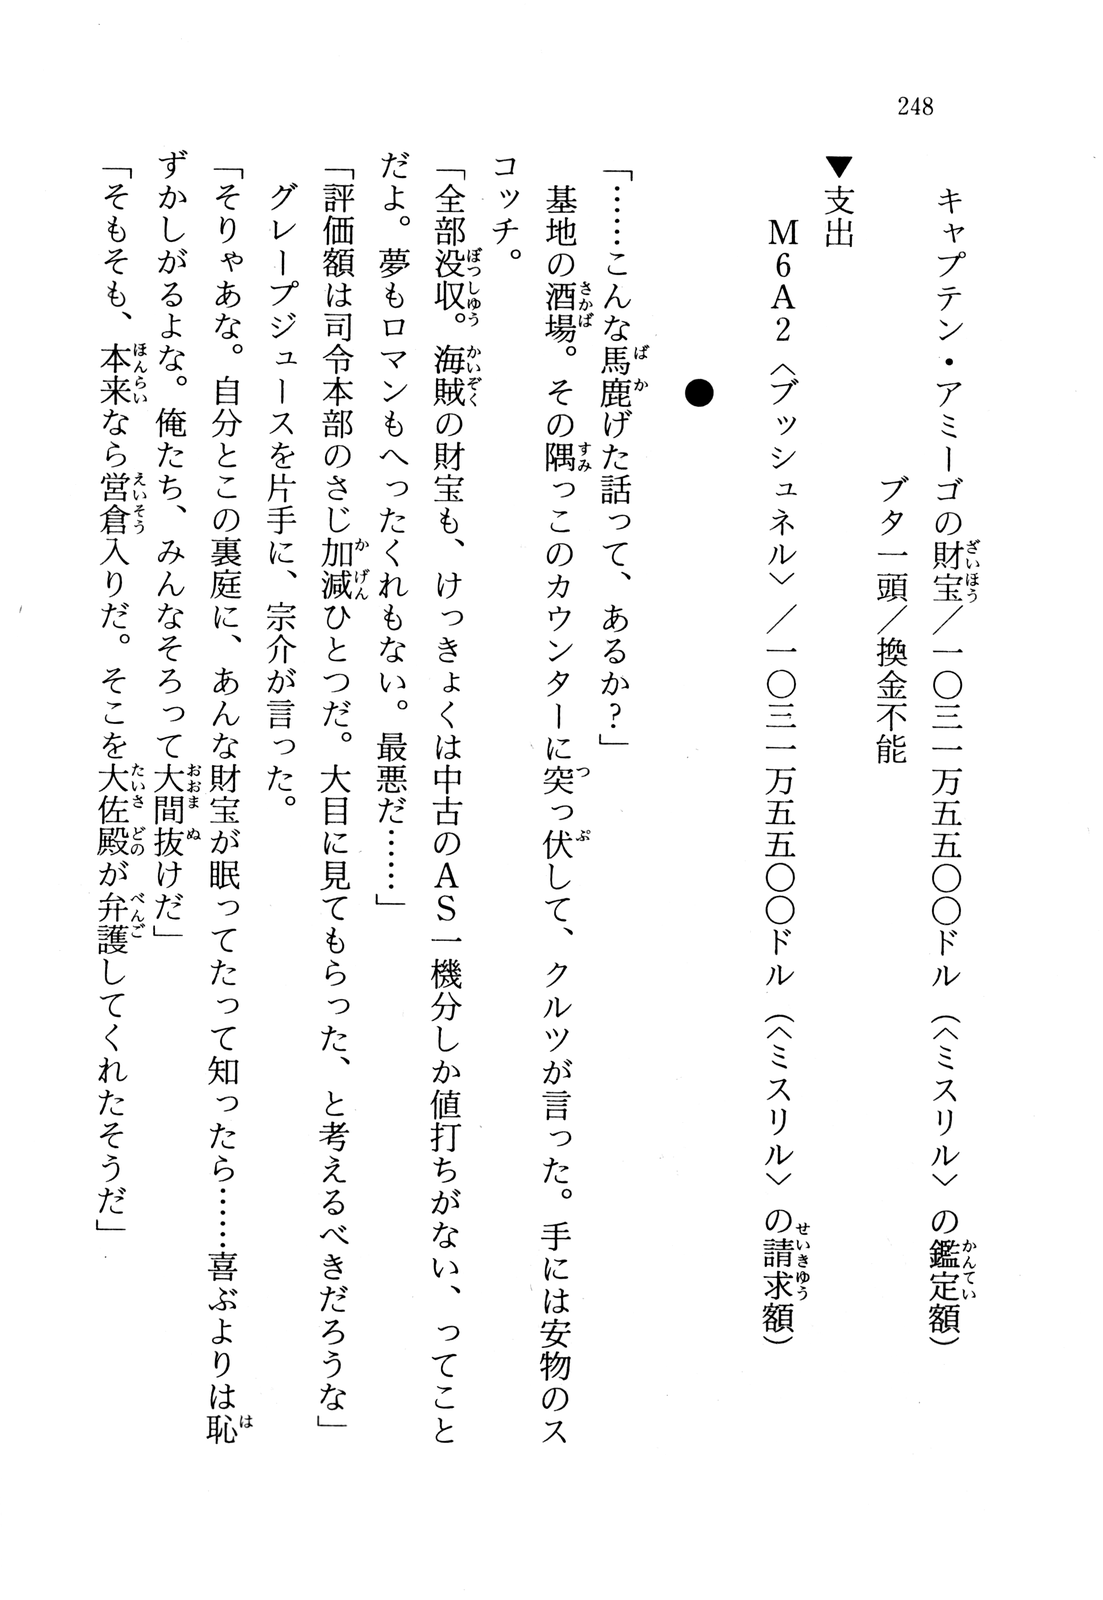 248
キャプテン・アミーゴの財宝／一〇三一万五五〇〇ドル（〈ミスリル〉の鑑定額）
ブタ一頭／換金不能
▼支出
M6A2〈ブッシュネル〉／一〇三一万五五〇〇ドル（〈ミスリル〉の請求額）
●
「……こんな馬鹿げた話って、あるか？」
基地の酒場。その隅っこのカウンターに突っ伏して、クルツが言った。手には安物のス
コッチ。
「全部没収。海賊の財宝も、けっきょくは中古のAS一機分しか値打ちがない、ってこと
だよ。夢もロマンもへったくれもない。最悪だ……」
「評価額は司令本部のさじ加減ひとつだ。大目に見てもらった、と考えるべきだろうな」
グレープジュースを片手に、宗介が言った。
「そりゃあな。自分とこの裏庭に、あんな財宝が眠ってたって知ったら……喜ぶよりは恥
ずかしがるよな。俺たち、みんなそろって大間抜けだ」
「そもそも、本来なら営倉入りだ。そこを大佐殿が弁護してくれたそうだ」